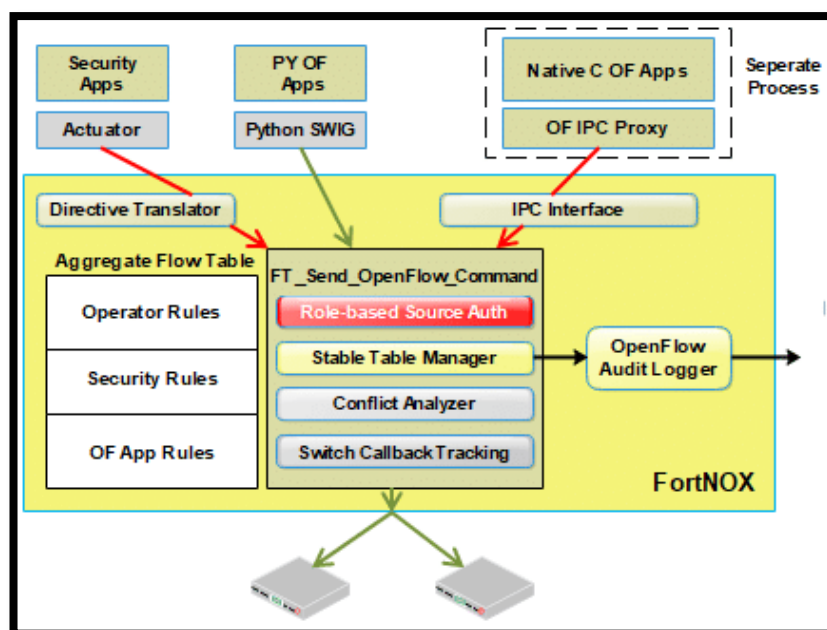 Security
Apps
PY OF
Apps
Native C OF Apps
Seperate
Process
Actuator
Python SWIG
OF IPC Proxy
Directive Translator
IPC Interface
Aggregate Flow Table
FT_Send_OpenFlow_Command
Operator Rules
Role-based Source Auth
Stable Table Manager
OpenFlow
Audit Logger
Security Rules
Conflict Analyzer
OF App Rules
Switch Callback Tracking
FortNOX